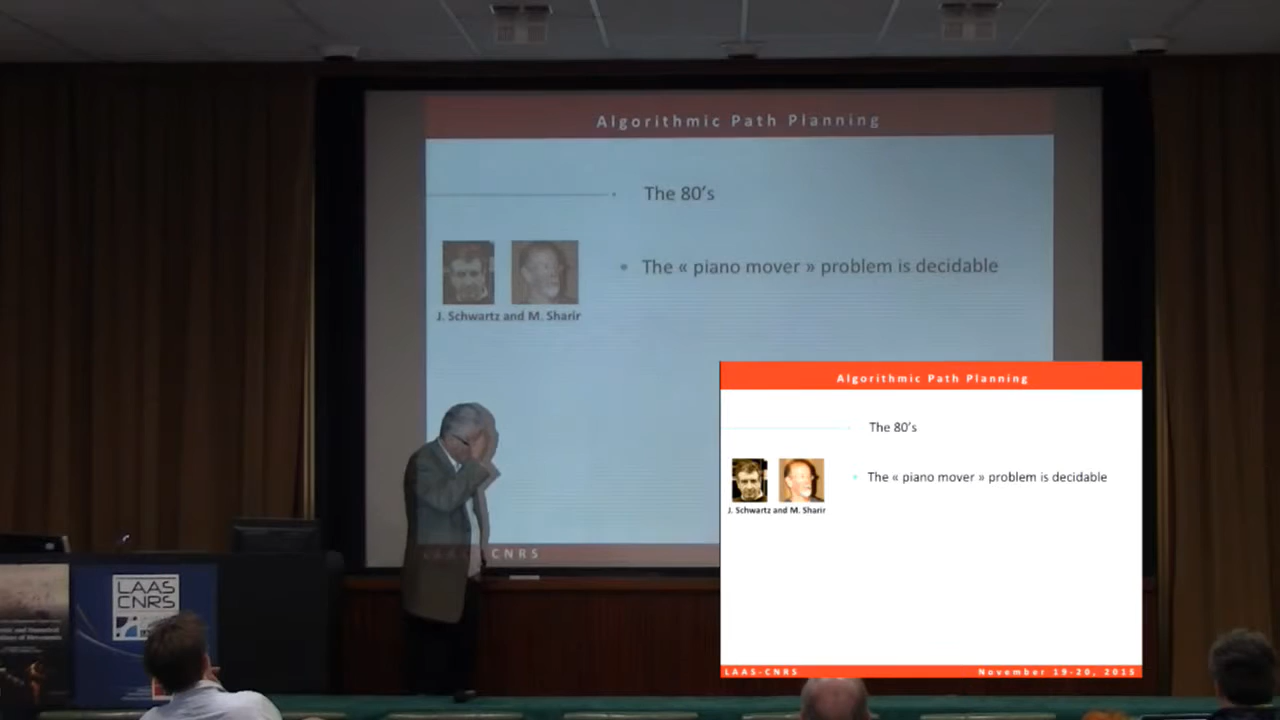 Algorithmic Path Planning
The 80's
• The « piano mover » problem is decidable
J. Schwartz and M. Sharir
CNRS
Algorithmic Path Planning
The 80's
• The « piano mover » problem is decidable
J. Schwartz and M. Sharir
LAAS-CNRS
November 19-20, 2015
LAAS
CNRS